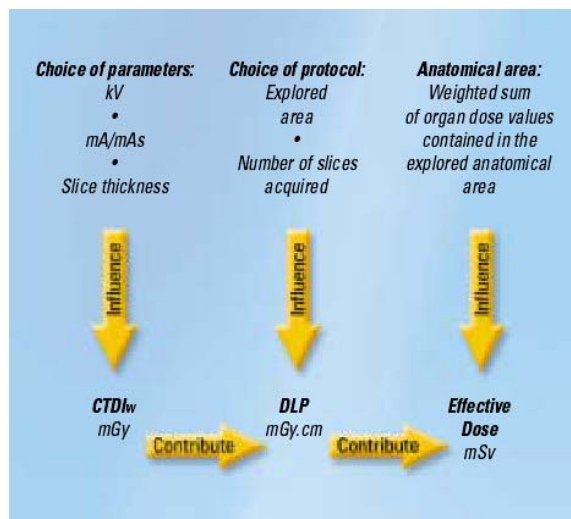 Choice of parameters:
kV
•
mA/mAs
•
Slice thickness
Choice of protocol:
Explored
area
•
Number of slices
acquired
Anatomical area:
Weighted sum
of organ dose values
contained in the
explored anatomical
area
Influence
Influence
Influence
CTDIw
mGy
Contribute
DLP
mGy.cm
Contribute
Effective
Dose
mSv